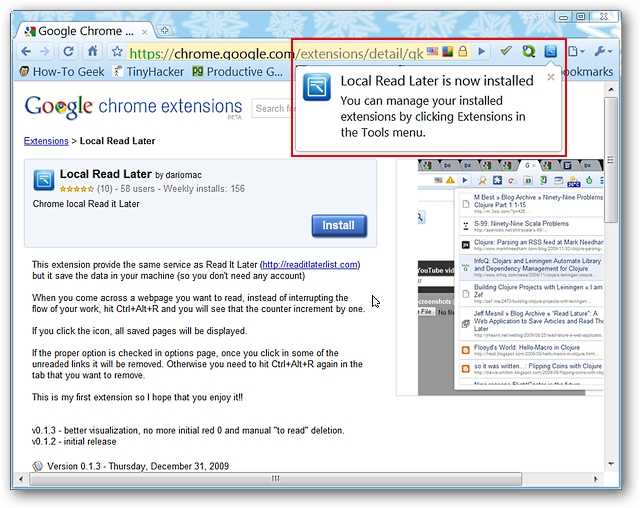 Google Chrome ...
https://chrome.google.com/extensions/detail/gk
How-To Geek
TinyHacker
Productive G...
bookmarks
Local Read Later is now installed
You can manage your installed
extensions by clicking Extensions in
the Tools menu.
Google chrome extensions
BETA
Search for
Extensions > Local Read Later
Local Read Later by dariomac
(10) - 58 users - Weekly installs: 156
Chrome local Read it Later
Install
This extension provide the same service as Read It Later (http://readitlaterlist.com)
but it save the data in your machine (so you don't need any account)
When you come across a webpage you want to read, instead of interrupting the
flow of your work, hit Ctrl+Alt+R and you will see that the counter increment by one.
If you click the icon, all saved pages will be displayed.
If the proper option is checked in options page, once you click in some of the
unreaded links it will be removed. Otherwise you need to hit Ctrl+Alt+R again in the
tab that you want to remove.
This is my first extension so I hope that you enjoy it!!
v0.1.3 - better visualization, no more initial red 0 and manual "to read" deletion.
v0.1.2 - initial release
Version 0.1.3 - Thursday, December 31, 2009
M Best » Blog Archive » Ninety-Nine Problems
Clojure Part 1 1-15
S-99: Ninety-Nine Scala Problems
Clojure: Parsing an RSS feed at Mark Needham
InfoQ: Clojars and Leiningen Automate Library
and Dependency Management for Clojure
Building Clojure Projects with Leiningen « I am
Zef
Jeff Mesnil » Blog Archive » "Read Lature": A
Web Application to Save Articles and Read The
Later
Flooyd's World: Hello-Macro in Clojure
so it was written...: Flipping Coins with Clojure
YouTube vid
Screenshots (
File